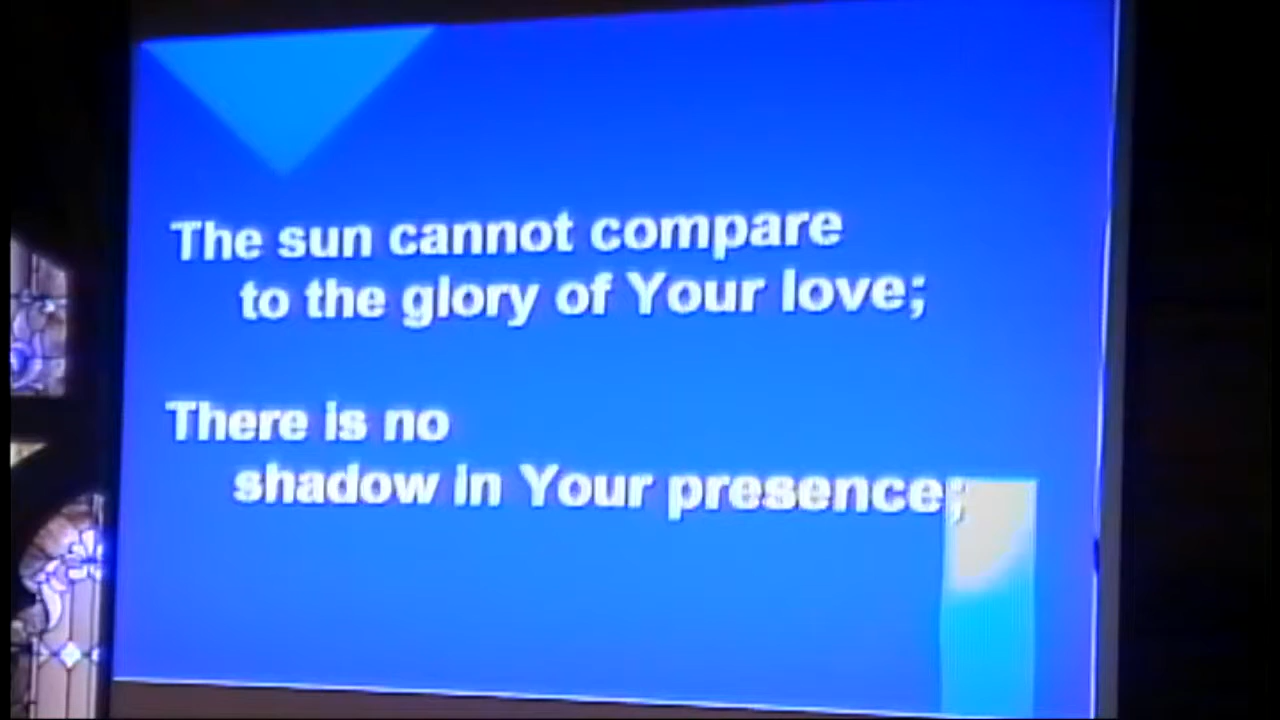 The sun cannot compare
to the glory of Your love;
There is no
shadow in Your presence;